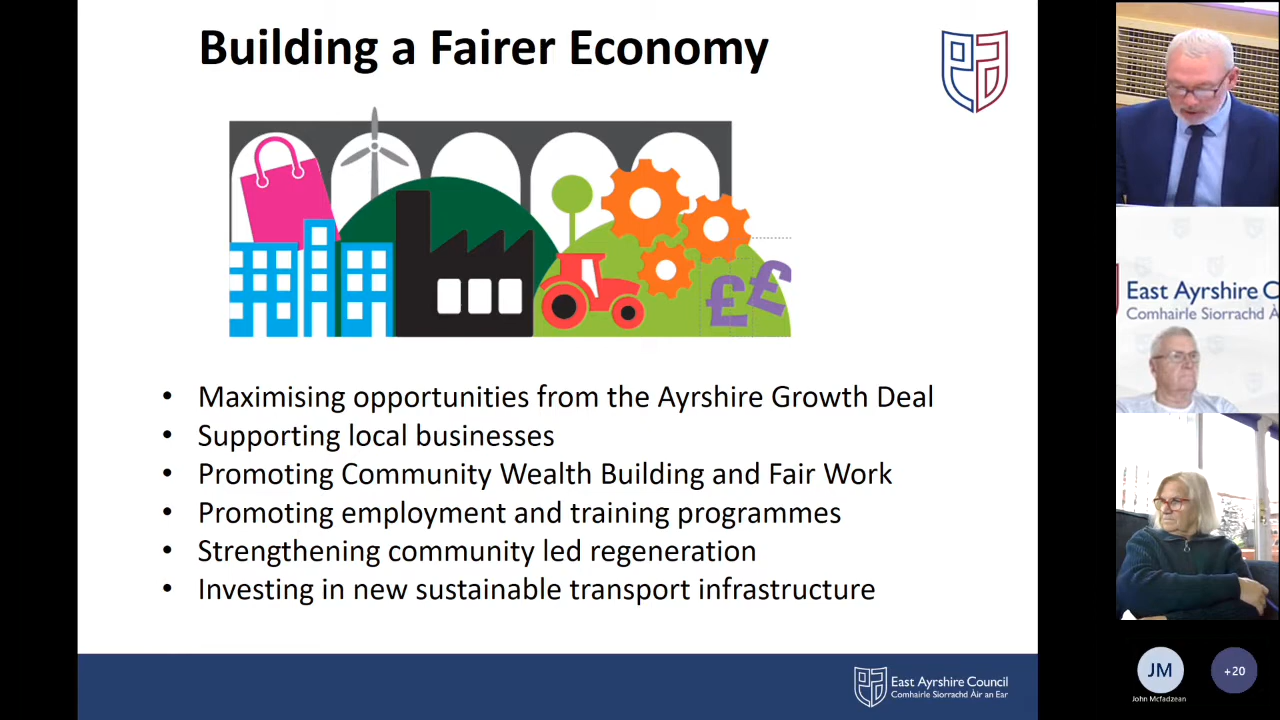 Building a Fairer Economy
££
• Maximising opportunities from the Ayrshire Growth Deal
• Supporting local businesses
• Promoting Community Wealth Building and Fair Work
• Promoting employment and training programmes
• Strengthening community led regeneration
• Investing in new sustainable transport infrastructure
East Ayrshire Council
Comhairle Siorrachd Àir an Ear
East Ayrshire C
Comhairle Siorrachd À
JM
John Mcfadzean
+20